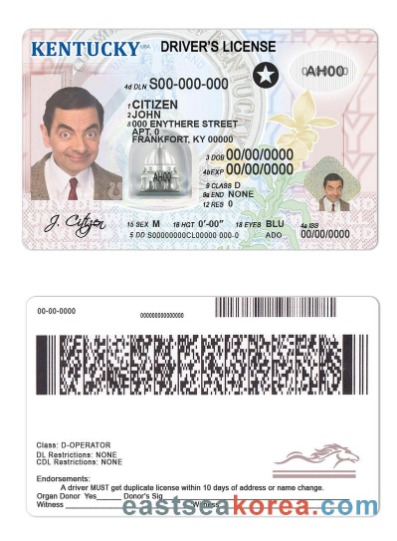 KENTUCKY USA DRIVER'S LICENSE
AH00
4d DLN S00-000-000
1 CITIZEN
2 JOHN
8 000 ENYTHERE STREET
APT. 0
FRANKFORT, KY 00000
AH00
3 DOB 00/00/0000
4b EXP 00/00/0000
9 CLASS D
9a END NONE
12 RES 0
J. Citizen
15 SEX M 16 HGT 0'-00" 18 EYES BLU 4a ISS
5 DD S00000000CL00000 000-0 ADO 00/00/0000
00-00-0000
000000000000000
Class: D-OPERATOR
DL Restrictions: NONE
CDL Restrictions: NONE
Endorsements:
A driver MUST get duplicate license within 10 days of address or name change.
Organ Donor Yes_____ Donor's Sig
Witness Witness
eastseakorea.com